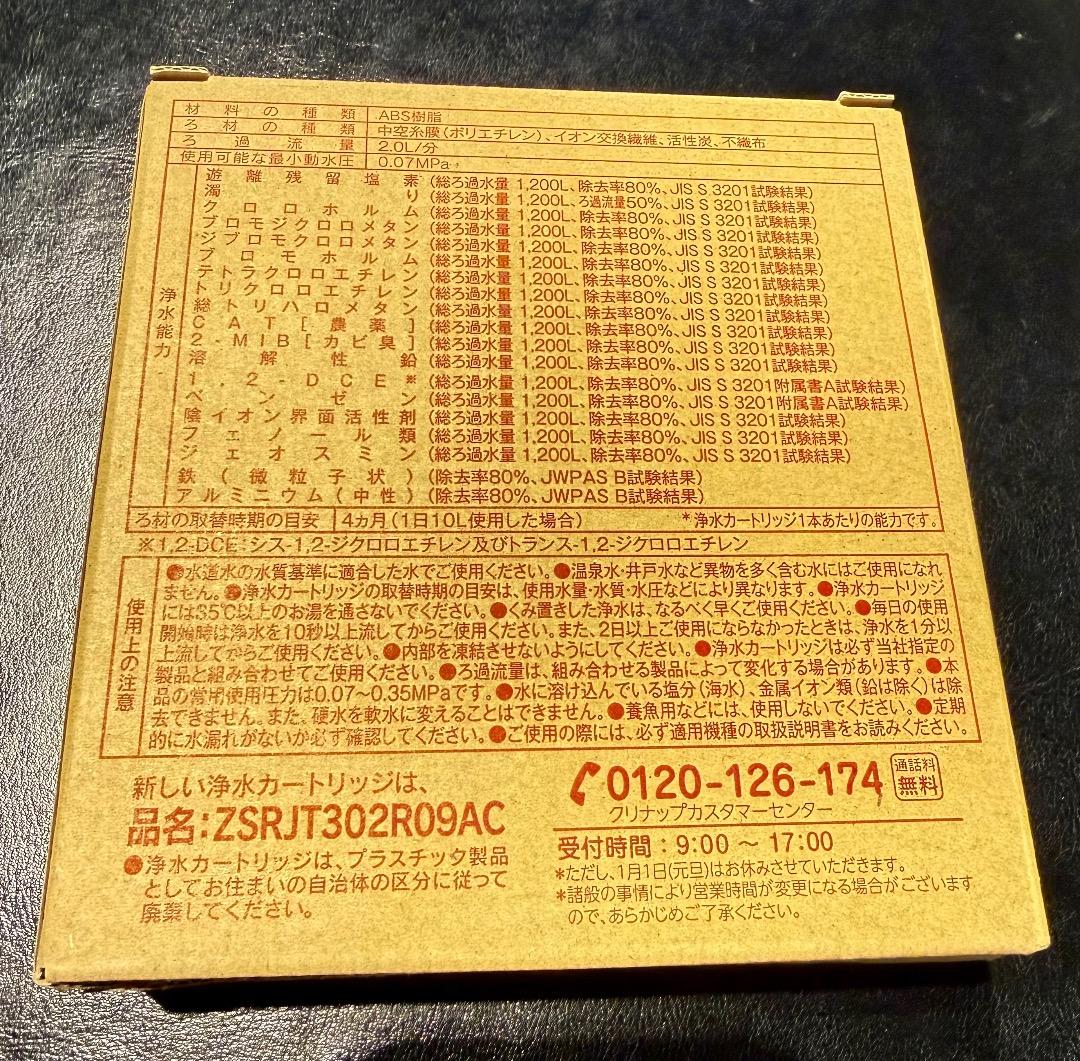 材料の種類 ABS樹脂
ろ材の種類 中空糸膜(ポリエチレン)、イオン交換繊維、活性炭、不織布
ろ過流量 2.0L/分
使用可能な最小動水圧 0.07MPa
浄水能力
遊離残留塩素(総ろ過水量 1,200L、除去率80%、JIS S 3201試験結果)
濁り(総ろ過水量 1,200L、ろ過流量50%、JIS S 3201試験結果)
クロロホルム(総ろ過水量 1,200L、除去率80%、JIS S 3201試験結果)
ブロモジクロロメタン(総ろ過水量 1,200L、除去率80%、JIS S 3201試験結果)
ジブロモクロロメタン(総ろ過水量 1,200L、除去率80%、JIS S 3201試験結果)
ブロモホルム(総ろ過水量 1,200L、除去率80%、JIS S 3201試験結果)
テトラクロロエチレン(総ろ過水量 1,200L、除去率80%、JIS S 3201試験結果)
トリクロロエチレン(総ろ過水量 1,200L、除去率80%、JIS S 3201試験結果)
総トリハロメタン(総ろ過水量 1,200L、除去率80%、JIS S 3201試験結果)
CAT[農薬](総ろ過水量 1,200L、除去率80%、JIS S 3201試験結果)
2-MIB[カビ臭](総ろ過水量 1,200L、除去率80%、JIS S 3201試験結果)
溶解性鉛(総ろ過水量 1,200L、除去率80%、JIS S 3201試験結果)
1,2-DCE※(総ろ過水量 1,200L、除去率80%、JIS S 3201附属書A試験結果)
ベンゼン(総ろ過水量 1,200L、除去率80%、JIS S 3201附属書A試験結果)
陰イオン界面活性剤(総ろ過水量 1,200L、除去率80%、JIS S 3201試験結果)
フェノール類(総ろ過水量 1,200L、除去率80%、JIS S 3201試験結果)
ジェオスミン(総ろ過水量 1,200L、除去率80%、JIS S 3201試験結果)
鉄(微粒子状)(除去率80%、JWPAS B試験結果)
アルミニウム(中性)(除去率80%、JWPAS B試験結果)
ろ材の取替時期の目安 4ヵ月(1日10L使用した場合) *浄水カートリッジ1本あたりの能力です。
※1,2-DCE:シス-1,2-ジクロロエチレン及びトランス-1,2-ジクロロエチレン
使用上の注意
●水道水の水質基準に適合した水でご使用ください。●温泉水・井戸水など異物を多く含む水にはご使用になれ
ません。●浄水カートリッジの取替時期の目安は、使用水量・水質・水圧などにより異なります。●浄水カートリッジ
には35℃以上のお湯を通さないでください。●くみ置きした浄水は、なるべく早くご使用ください。●毎日の使用
開始時は浄水を10秒以上流してからご使用ください。また、2日以上ご使用にならなかったときは、浄水を1分以
上流してからご使用ください。●内部を凍結させないようにしてください。●浄水カートリッジは必ず当社指定の
製品と組み合わせてご使用ください。●ろ過流量は、組み合わせる製品によって変化する場合があります。●本
品の常用使用圧力は0.07〜0.35MPaです。●水に溶け込んでいる塩分(海水)、金属イオン類(鉛は除く)は除
去できません。また、硬水を軟水に変えることはできません。●養魚用などには、使用しないでください。●定期
的に水漏れがないか必ず確認してください。●ご使用の際には、必ず適用機種の取扱説明書をお読みください。
新しい浄水カートリッジは、
品名:ZSRJT302R09AC
●浄水カートリッジは、プラスチック製品
としてお住まいの自治体の区分に従って
廃棄してください。
0120-126-174 通話料無料
クリナップカスタマーセンター
受付時間:9:00 〜 17:00
*ただし、1月1日(元旦)はお休みさせていただきます。
*諸般の事情により営業時間が変更になる場合がございます
ので、あらかじめご了承ください。